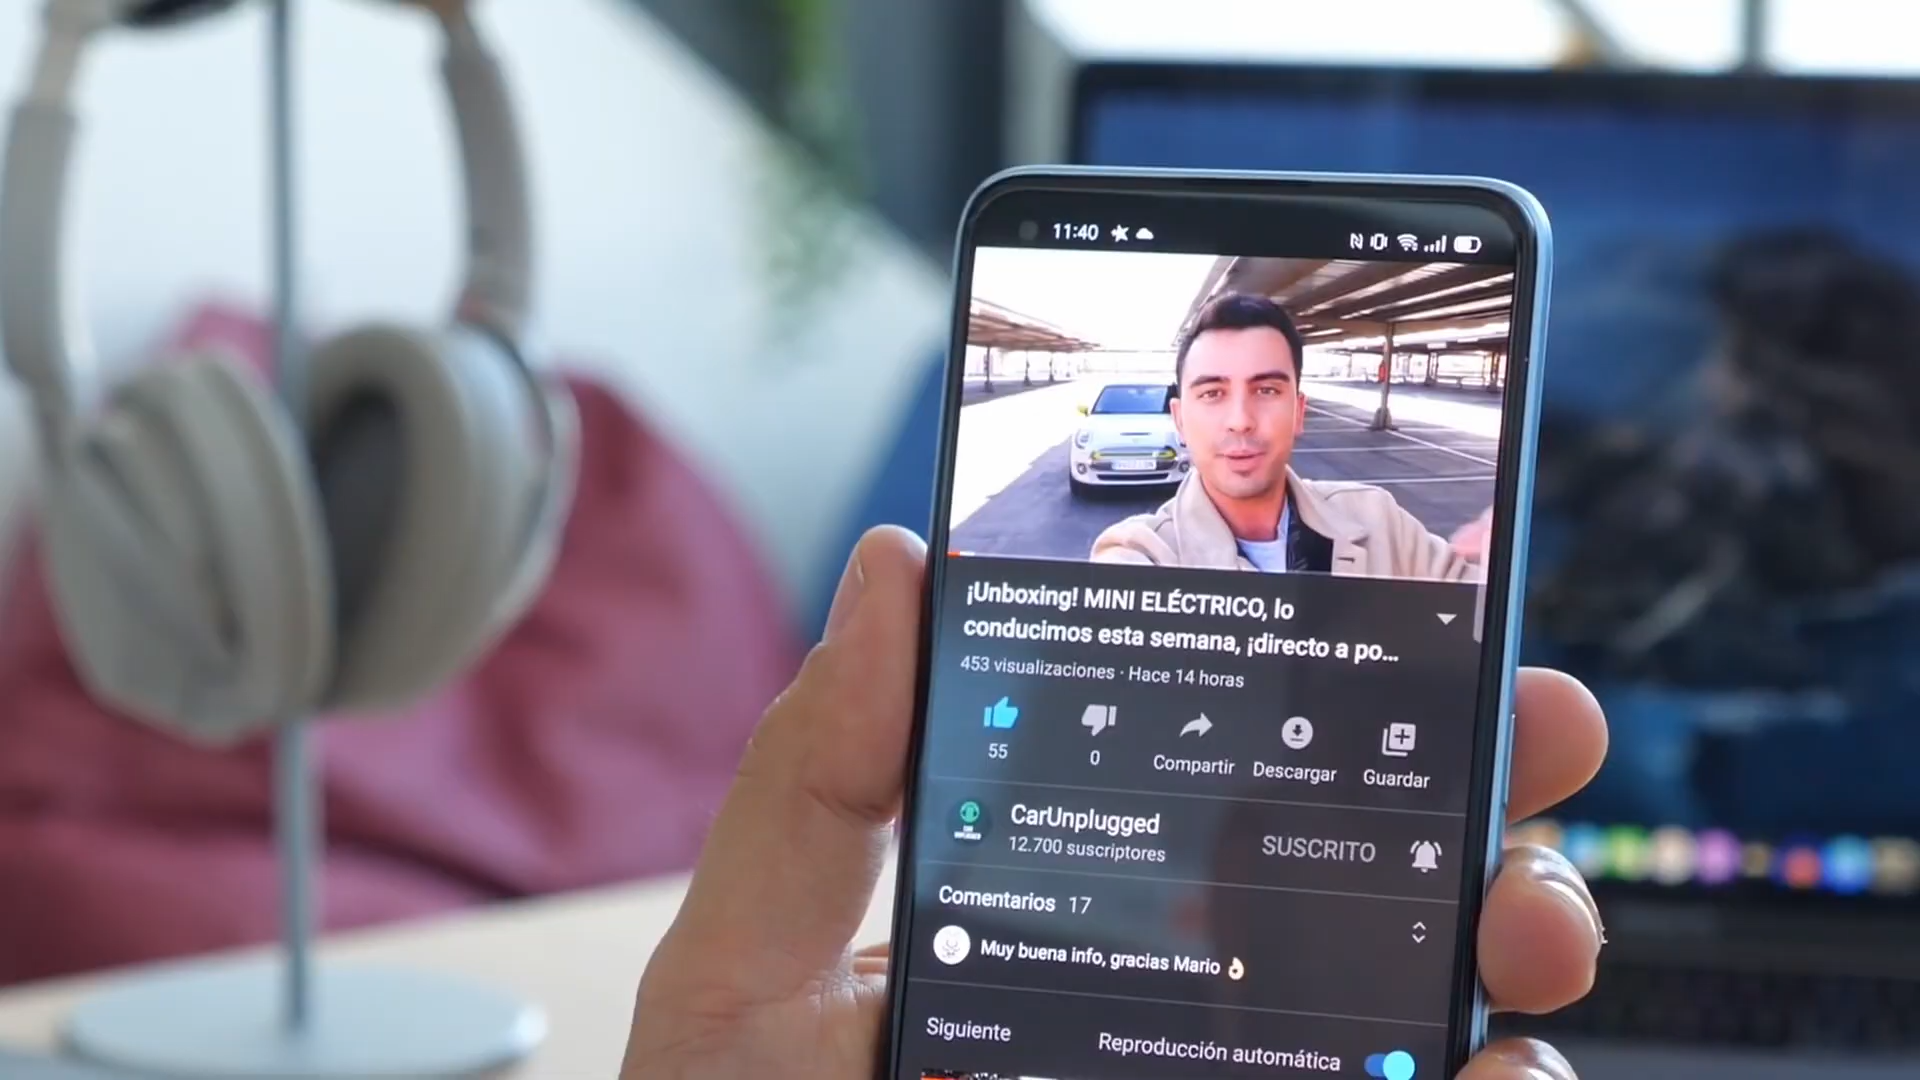 11:40
¡Unboxing! MINI ELÉCTRICO, lo
conducimos esta semana, ¡directo a po...
453 visualizaciones · Hace 14 horas
55
0
Compartir
Descargar
Guardar
CarUnplugged
12.700 suscriptores
SUSCRITO
Comentarios 17
Muy buena info, gracias Mario 👌
Siguiente
Reproducción automática